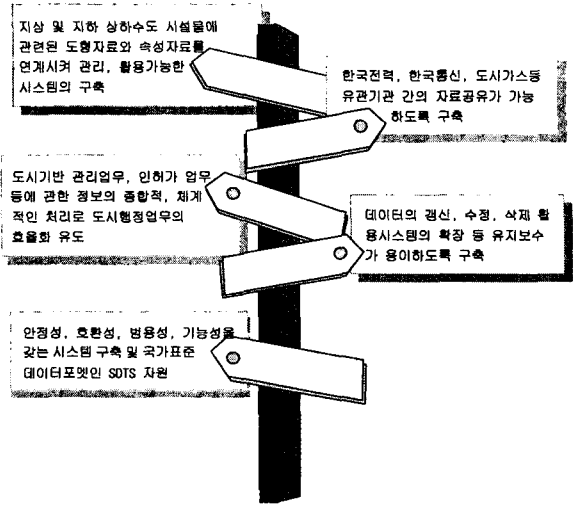 지상 및 지하 상하수도 시설물에
관련된 도형자료와 속성자료를
연계시켜 관리, 활용가능한
시스템의 구축
한국전력, 한국통신, 도시가스등
유관기관 간의 자료공유가 가능
하도록 구축
도시기반 관리업무, 인허가 업무
등에 관한 정보의 종합적, 체계
적인 처리로 도시행정업무의
효율화 유도
데이터의 갱신, 수정, 삭제 활
용시스템의 확장 등 유지보수
가 용이하도록 구축
안정성, 호환성, 범용성, 기능성을
갖는 시스템 구축 및 국가표준
데이터포맷인 SDTS 지원